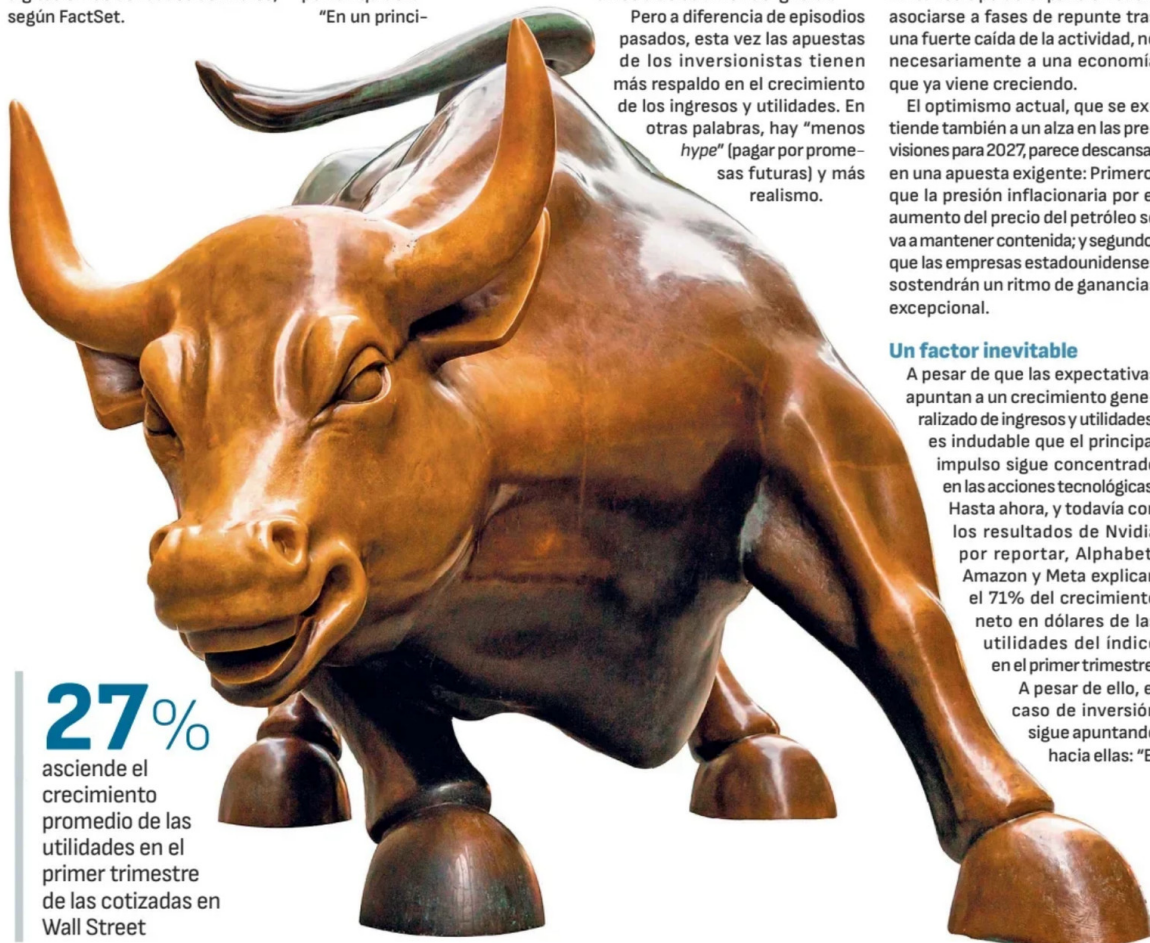 según FactSet.
"En un princi-
Pero a diferencia de episodios
pasados, esta vez las apuestas
de los inversionistas tienen
más respaldo en el crecimiento
de los ingresos y utilidades. En
otras palabras, hay "menos
hype" (pagar por prome-
sas futuras) y más
realismo.
asociarse a fases de repunte tra
una fuerte caída de la actividad, n
necesariamente a una economí
que ya viene creciendo.
El optimismo actual, que se ex
tiende también a un alza en las pre
visiones para 2027, parece descansa
en una apuesta exigente: Primero
que la presión inflacionaria por e
aumento del precio del petróleo s
va a mantener contenida; y segundo
que las empresas estadounidense
sostendrán un ritmo de ganancia
excepcional.
Un factor inevitable
A pesar de que las expectativa
apuntan a un crecimiento gene
ralizado de ingresos y utilidades
es indudable que el principa
impulso sigue concentrad
en las acciones tecnológicas
Hasta ahora, y todavía co
los resultados de Nvidi
por reportar, Alphabet
Amazon y Meta explica
el 71% del crecimient
neto en dólares de la
utilidades del índic
en el primer trimestre
A pesar de ello, e
caso de inversió
sigue apuntand
hacia ellas: "E
27%
asciende el
crecimiento
promedio de las
utilidades en el
primer trimestre
de las cotizadas en
Wall Street